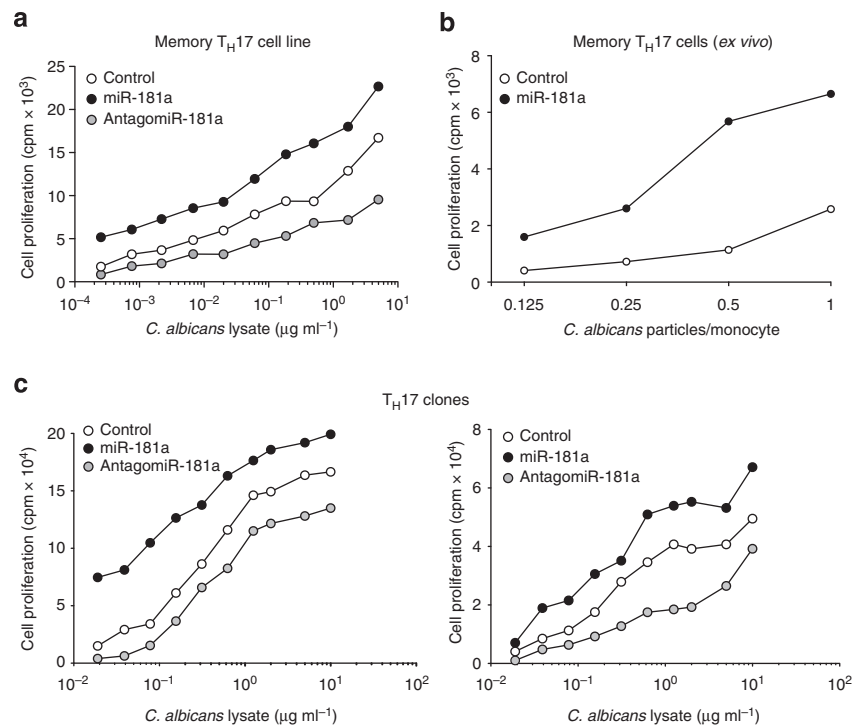 a
Memory TH17 cell line
Control
miR-181a
AntagomiR-181a
Cell proliferation (cpm × 10³)
25
20
15
10
5
0
10⁻⁴ 10⁻³ 10⁻² 10⁻¹ 10⁰ 10¹
C. albicans lysate (µg ml⁻¹)
b
Memory TH17 cells (ex vivo)
Control
miR-181a
Cell proliferation (cpm × 10³)
8
6
4
2
0
0.125 0.25 0.5 1
C. albicans particles/monocyte
c
TH17 clones
Control
miR-181a
AntagomiR-181a
Cell proliferation (cpm × 10⁴)
20
15
10
5
0
10⁻² 10⁻¹ 10⁰ 10¹ 10²
C. albicans lysate (µg ml⁻¹)
Control
miR-181a
AntagomiR-181a
Cell proliferation (cpm × 10⁴)
8
6
4
2
0
10⁻² 10⁻¹ 10⁰ 10¹ 10²
C. albicans lysate (µg ml⁻¹)